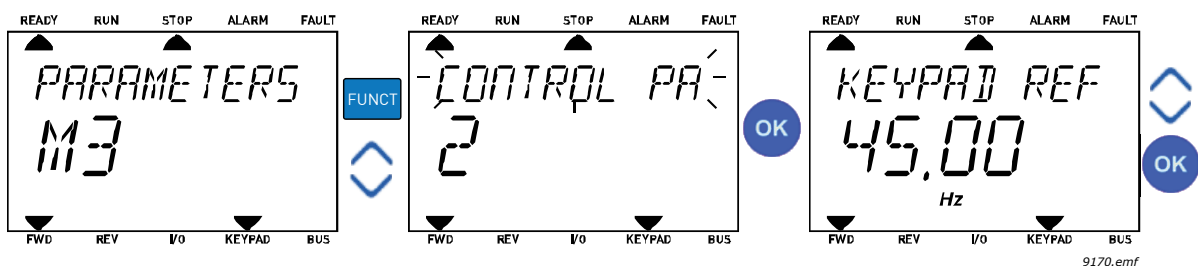 READY RUN STOP ALARM FAULT
PARAMETERS
M3
FWD REV I/O KEYPAD BUS
FUNCT
READY RUN STOP ALARM FAULT
CONTROL PA
2
FWD REV I/O KEYPAD BUS
OK
READY RUN STOP ALARM FAULT
KEYPAD REF
45.00
Hz
FWD REV I/O KEYPAD BUS
OK
9170.emf